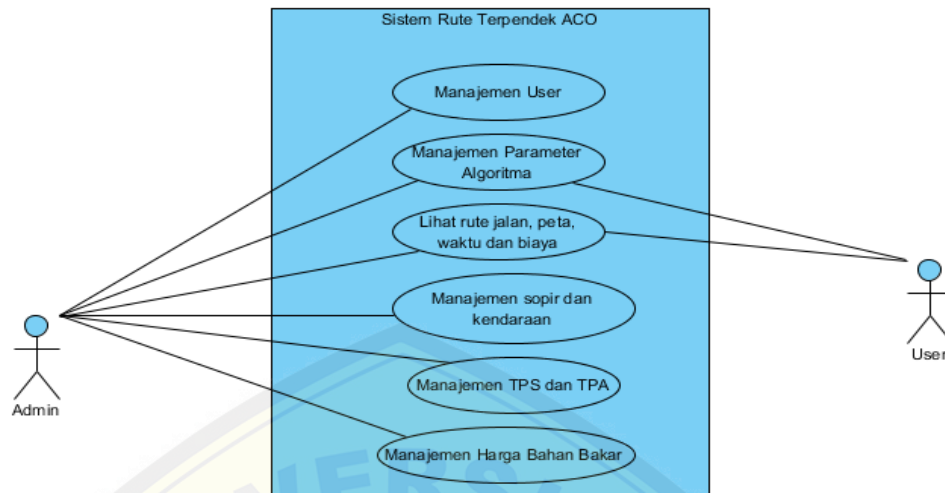 Sistem Rute Terpendek ACO
Manajemen User
Manajemen Parameter
Algoritma
Lihat rute jalan, peta,
waktu dan biaya
Manajemen sopir dan
kendaraan
Manajemen TPS dan TPA
Manajemen Harga Bahan Bakar
Admin
User